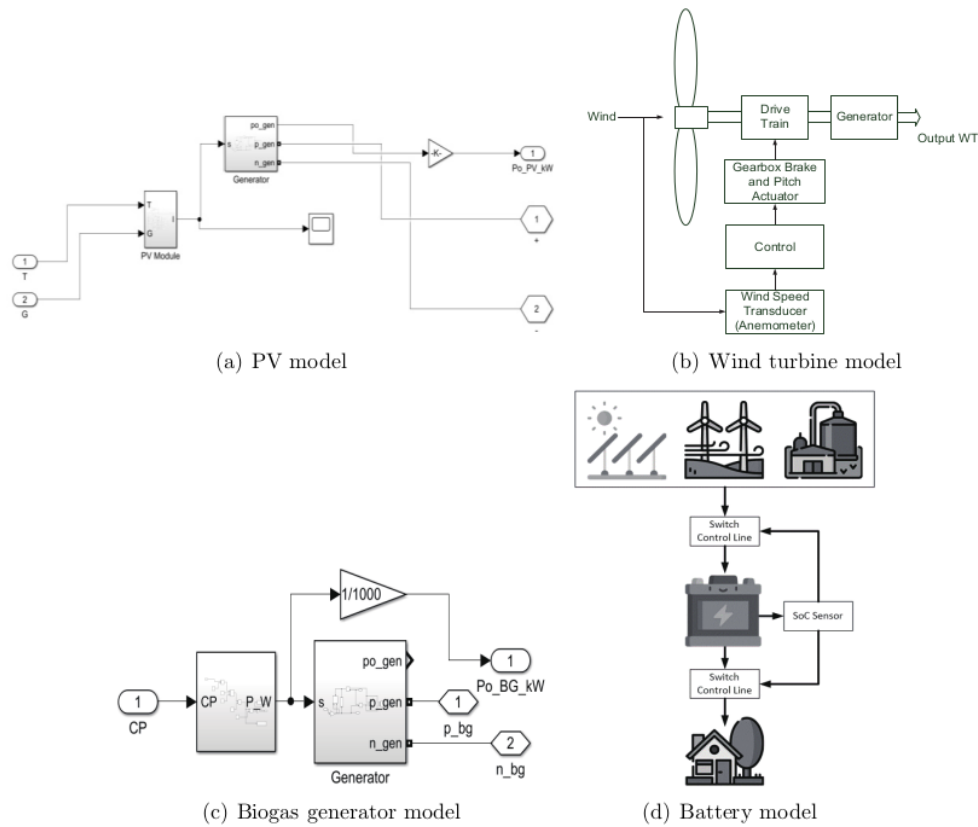 po_gen
s
p_gen
n_gen
Generator
-K-
1
Po_PV_kW
T
I
G
PV Module
1
+
1
T
2
G
2
-
(a) PV model
Wind
Drive
Train
Generator
Output WT
Gearbox Brake
and Pitch
Actuator
Control
Wind Speed
Transducer
(Anemometer)
(b) Wind turbine model
1/1000
po_gen
1
Po_BG_kW
1
CP
CP
P_W
s
p_gen
1
p_bg
n_gen
2
n_bg
Generator
(c) Biogas generator model
Switch
Control Line
SoC Sensor
Switch
Control Line
(d) Battery model